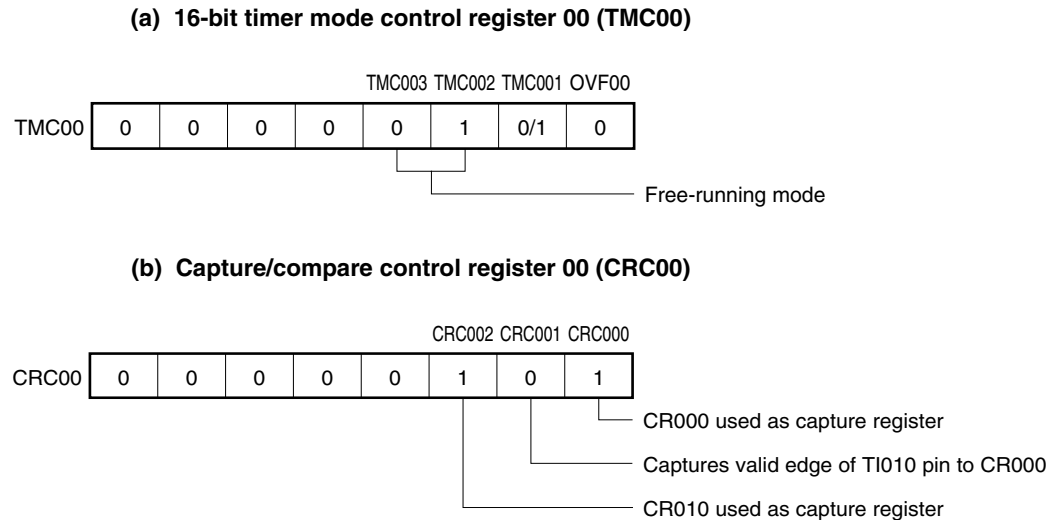 (a) 16-bit timer mode control register 00 (TMC00)
TMC003 TMC002 TMC001 OVF00
TMC00 0 0 0 0 0 1 0/1 0
Free-running mode
(b) Capture/compare control register 00 (CRC00)
CRC002 CRC001 CRC000
CRC00 0 0 0 0 0 1 0 1
CR000 used as capture register
Captures valid edge of TI010 pin to CR000
CR010 used as capture register